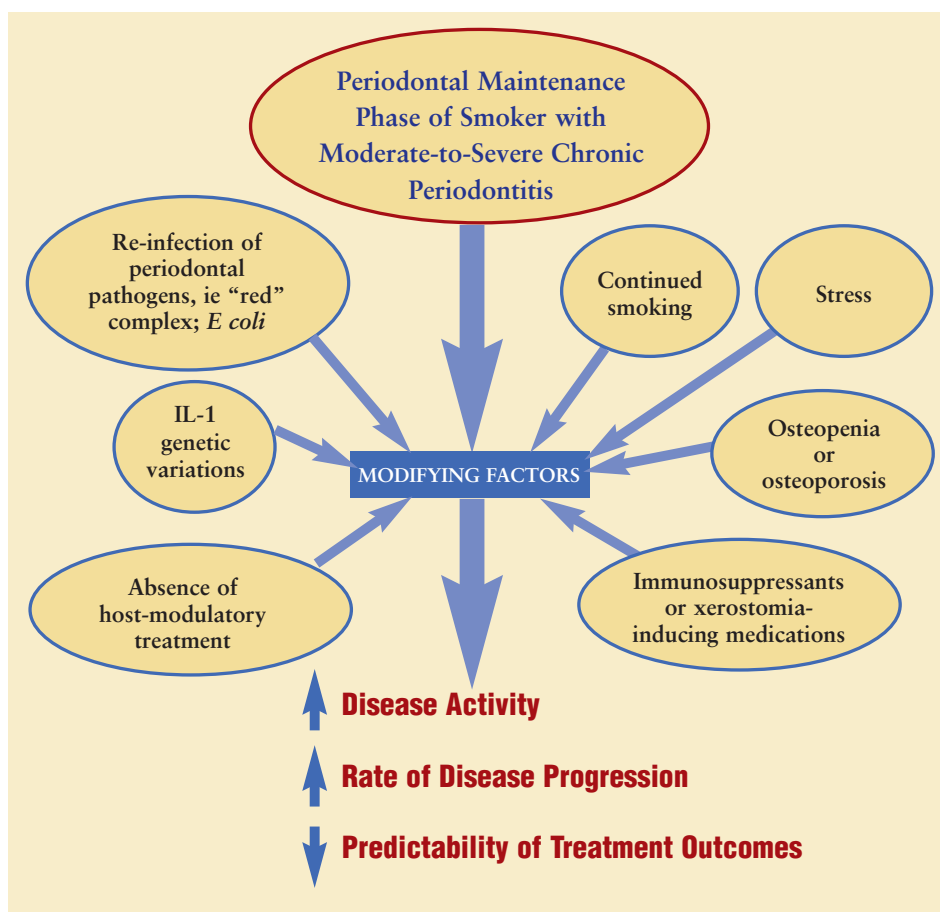 Periodontal Maintenance
Phase of Smoker with
Moderate-to-Severe Chronic
Periodontitis
Re-infection of
periodontal
pathogens, ie “red”
complex; E coli
Continued
smoking
Stress
IL-1
genetic
variations
MODIFYING FACTORS
Osteopenia
or
osteoporosis
Absence of
host-modulatory
treatment
Immunosuppressants
or xerostomia-
inducing medications
Disease Activity
Rate of Disease Progression
Predictability of Treatment Outcomes